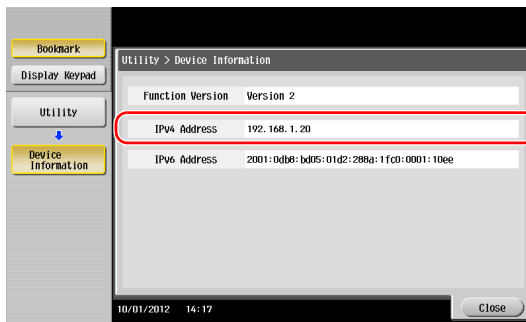 Bookmark
Display Keypad
Utility
Device
Information
Utility > Device Information
Function Version Version 2
IPv4 Address 192.168.1.20
IPv6 Address 2001:0db8:bd05:01d2:288a:1fc0:0001:10ee
10/01/2012 14:17
Close